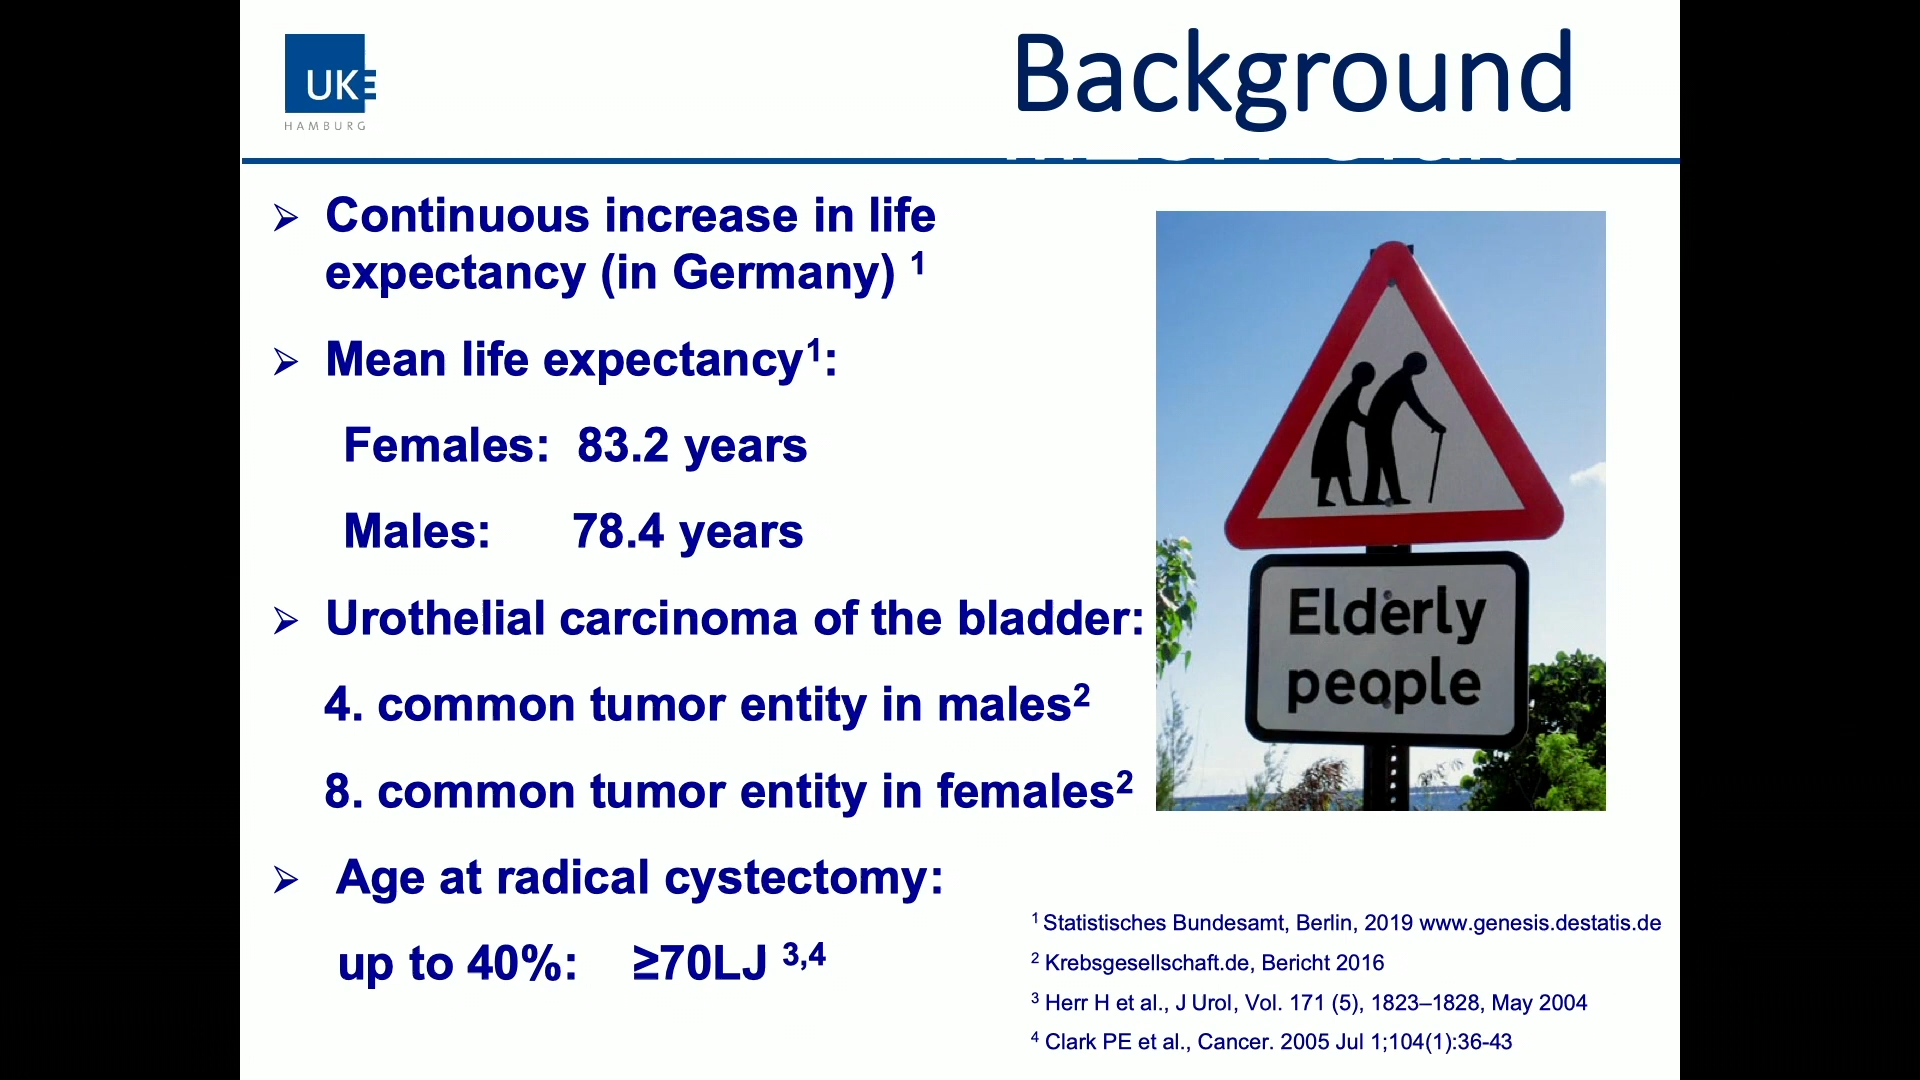 UKE
HAMBURG
Background
➢ Continuous increase in life
expectancy (in Germany) ¹
➢ Mean life expectancy¹:
Females: 83.2 years
Males: 78.4 years
➢ Urothelial carcinoma of the bladder:
4. common tumor entity in males²
8. common tumor entity in females²
➢ Age at radical cystectomy:
up to 40%: ≥70LJ ³,⁴
Elderly
people
¹ Statistisches Bundesamt, Berlin, 2019 www.genesis.destatis.de
² Krebsgesellschaft.de, Bericht 2016
³ Herr H et al., J Urol, Vol. 171 (5), 1823–1828, May 2004
⁴ Clark PE et al., Cancer. 2005 Jul 1;104(1):36-43